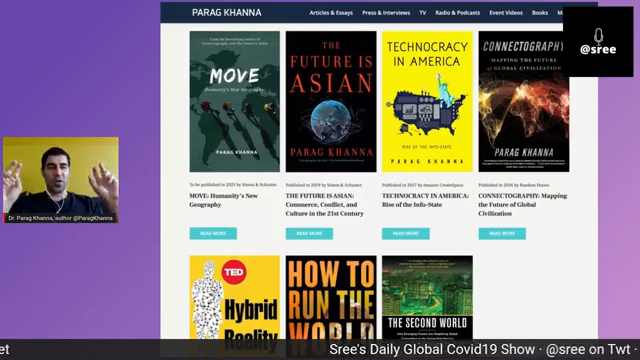 PARAG KHANNA
Articles & Essays Press & Interviews TV Radio & Podcasts Event Videos Books
@sree
MOVE
Humanity's New Geography
PARAG KHANNA
THE
FUTURE IS
ASIAN
PARAG KHANNA
TECHNOCRACY
IN AMERICA
RISE OF THE INFO-STATE
PARAG KHANNA
CONNECTOGRAPHY
MAPPING THE FUTURE
OF GLOBAL CIVILIZATION
PARAG KHANNA
To be published in 2021 by Simon & Schuster
MOVE: Humanity's New
Geography
READ MORE
Published in 2019 by Simon & Schuster
THE FUTURE IS ASIAN:
Commerce, Conflict, and
Culture in the 21st Century
READ MORE
Published in 2017 by Amazon CreateSpace
TECHNOCRACY IN AMERICA:
Rise of the Info-State
READ MORE
Published in 2016 by Random House
CONNECTOGRAPHY: Mapping
the Future of Global
Civilization
READ MORE
Dr. Parag Khanna, author @ParagKhanna
TED
Hybrid
Reality
HOW TO
RUN THE
WORLD
THE SECOND WORLD
et
Sree's Daily Global Covid19 Show · @sree on Twt ·